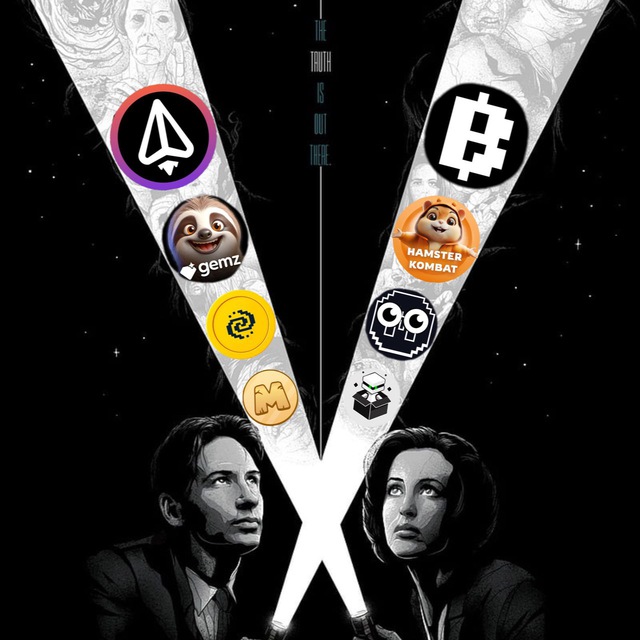 THE
TRUTH
IS
OUT
THERE.
gemz
HAMSTER
KOMBAT
M